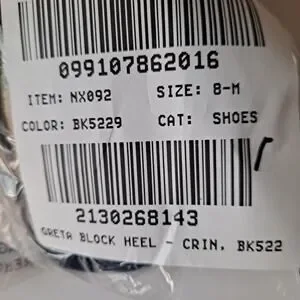 099107862016
ITEM: NX092 SIZE: 8-M
COLOR: BK5229 CAT: SHOES
2130268143
GRETA BLOCK HEEL - CRIN, BK522